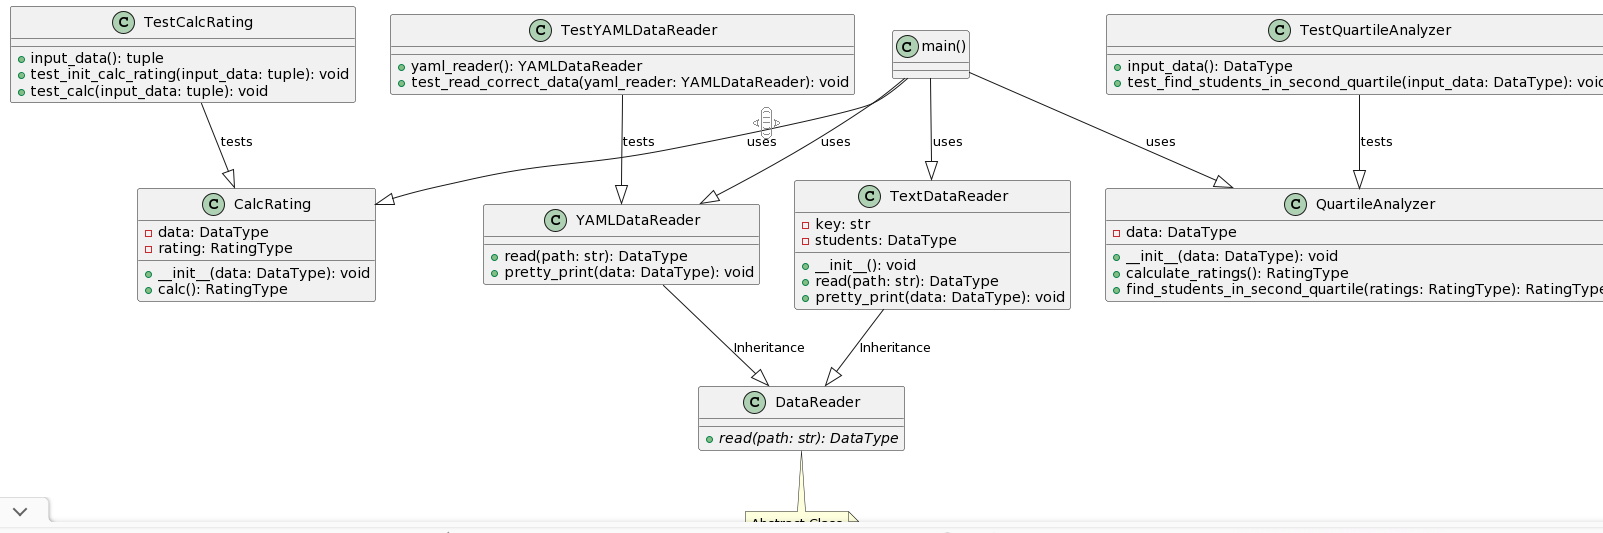 C TestCalcRating
input_data(): tuple
test_init_calc_rating(input_data: tuple): void
test_calc(input_data: tuple): void
C TestYAMLDataReader
yaml_reader(): YAMLDataReader
test_read_correct_data(yaml_reader: YAMLDataReader): void
C main()
C TestQuartileAnalyzer
input_data(): DataType
test_find_students_in_second_quartile(input_data: DataType): void
tests
uses
tests
uses
uses
uses
tests
C CalcRating
data: DataType
rating: RatingType
__init__(data: DataType): void
calc(): RatingType
C YAMLDataReader
read(path: str): DataType
pretty_print(data: DataType): void
C TextDataReader
key: str
students: DataType
__init__(): void
read(path: str): DataType
pretty_print(data: DataType): void
C QuartileAnalyzer
data: DataType
__init__(data: DataType): void
calculate_ratings(): RatingType
find_students_in_second_quartile(ratings: RatingType): RatingType
Inheritance
Inheritance
C DataReader
read(path: str): DataType
Abstract Class